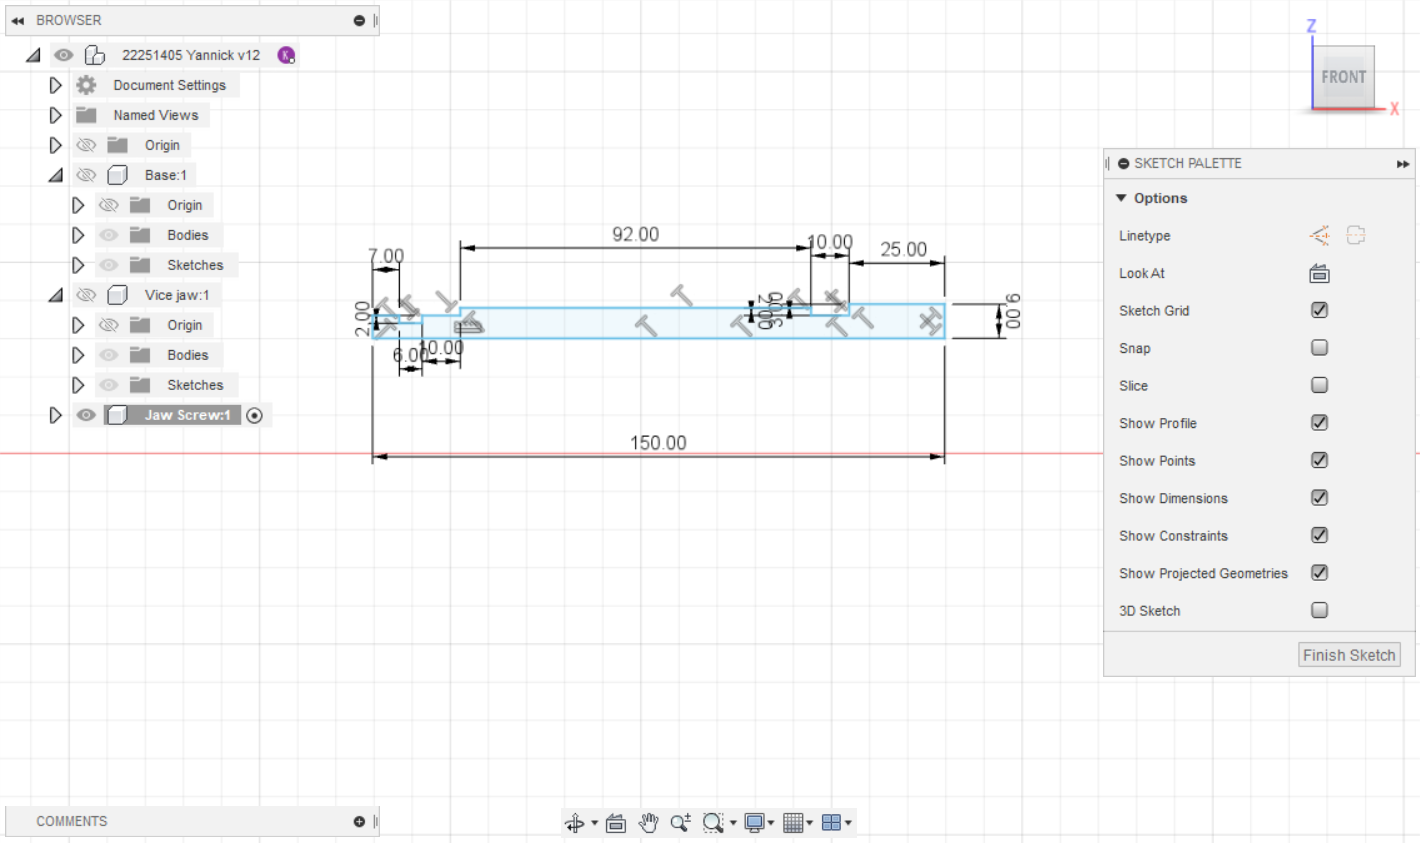 BROWSER
22251405 Yannick v12
K
Document Settings
Named Views
Origin
Base:1
Origin
Bodies
Sketches
Vice jaw:1
Origin
Bodies
Sketches
Jaw Screw:1
COMMENTS
7.00
92.00
10.00
25.00
2.00
2.00
9.00
6.00
10.00
150.00
Z
FRONT
X
SKETCH PALETTE
Options
Linetype
Look At
Sketch Grid
Snap
Slice
Show Profile
Show Points
Show Dimensions
Show Constraints
Show Projected Geometries
3D Sketch
Finish Sketch